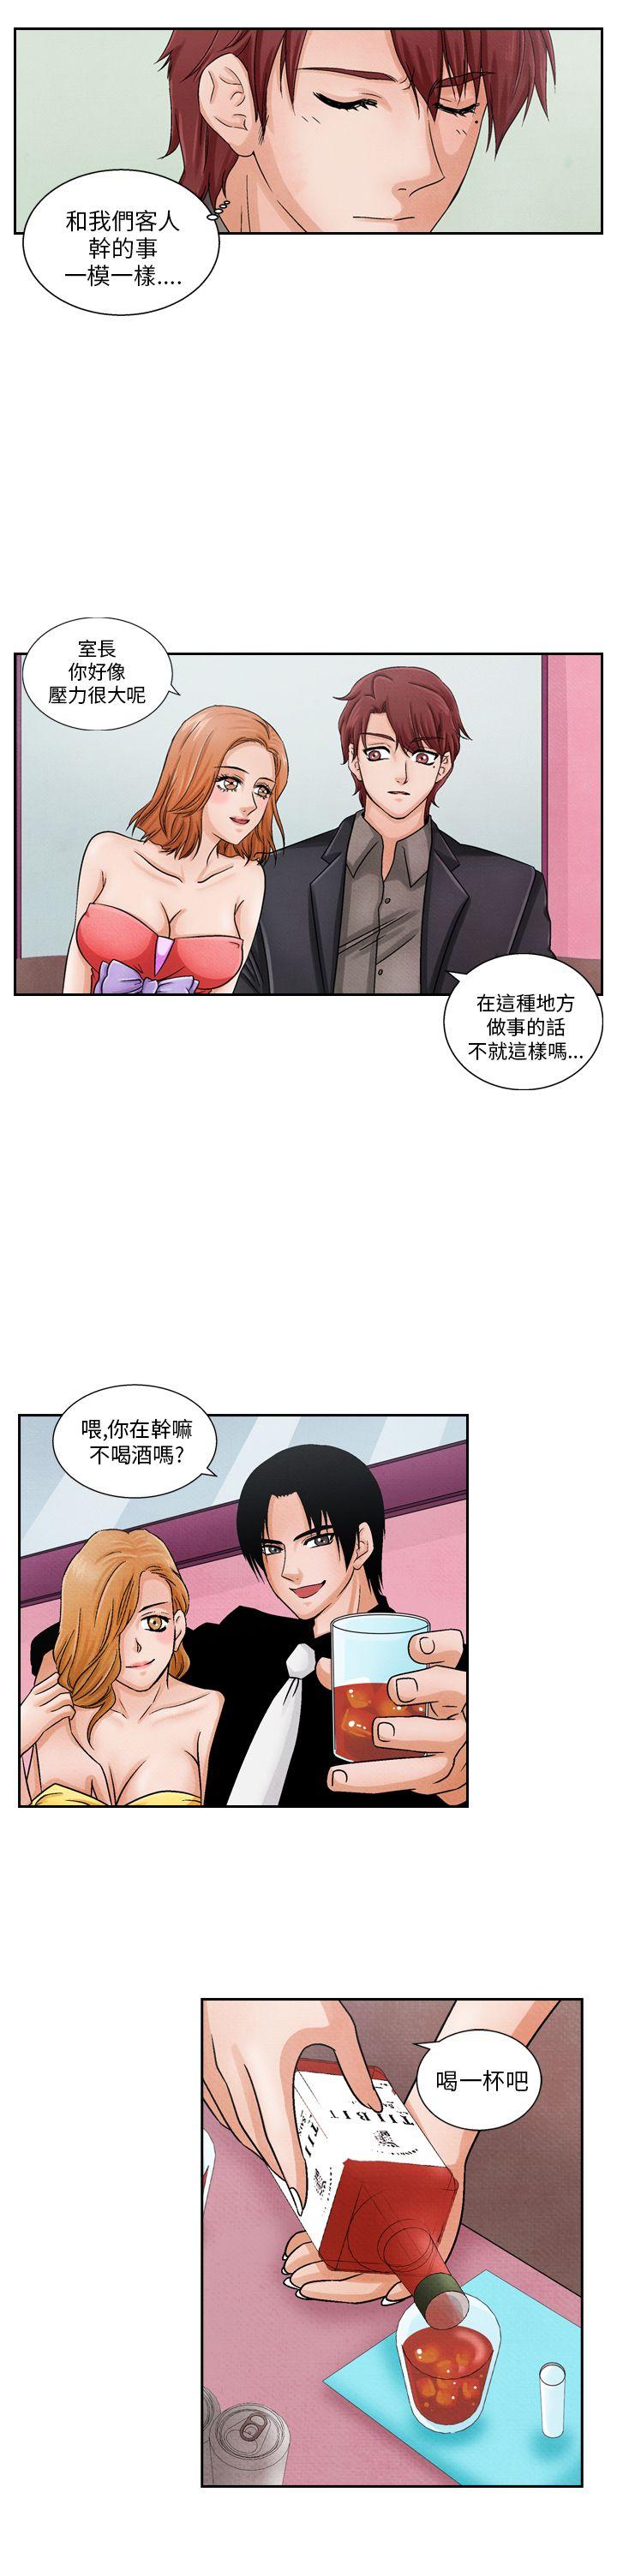 和我們客人
幹的事
一模一樣....
室長
你好像
壓力很大呢
在這種地方
做事的話
不就這樣嗎...
喂,你在幹嘛
不喝酒嗎?
喝一杯吧